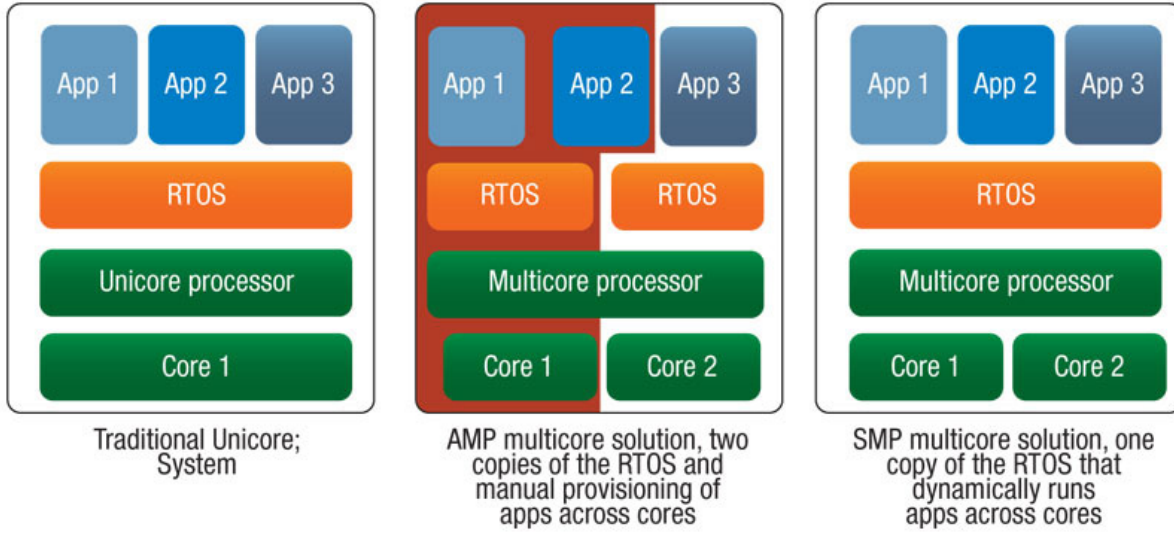 App 1
App 2
App 3
RTOS
Unicore processor
Core 1
Traditional Unicore;
System
App 1
App 2
App 3
RTOS
RTOS
Multicore processor
Core 1
Core 2
AMP multicore solution, two
copies of the RTOS and
manual provisioning of
apps across cores
App 1
App 2
App 3
RTOS
Multicore processor
Core 1
Core 2
SMP multicore solution, one
copy of the RTOS that
dynamically runs
apps across cores